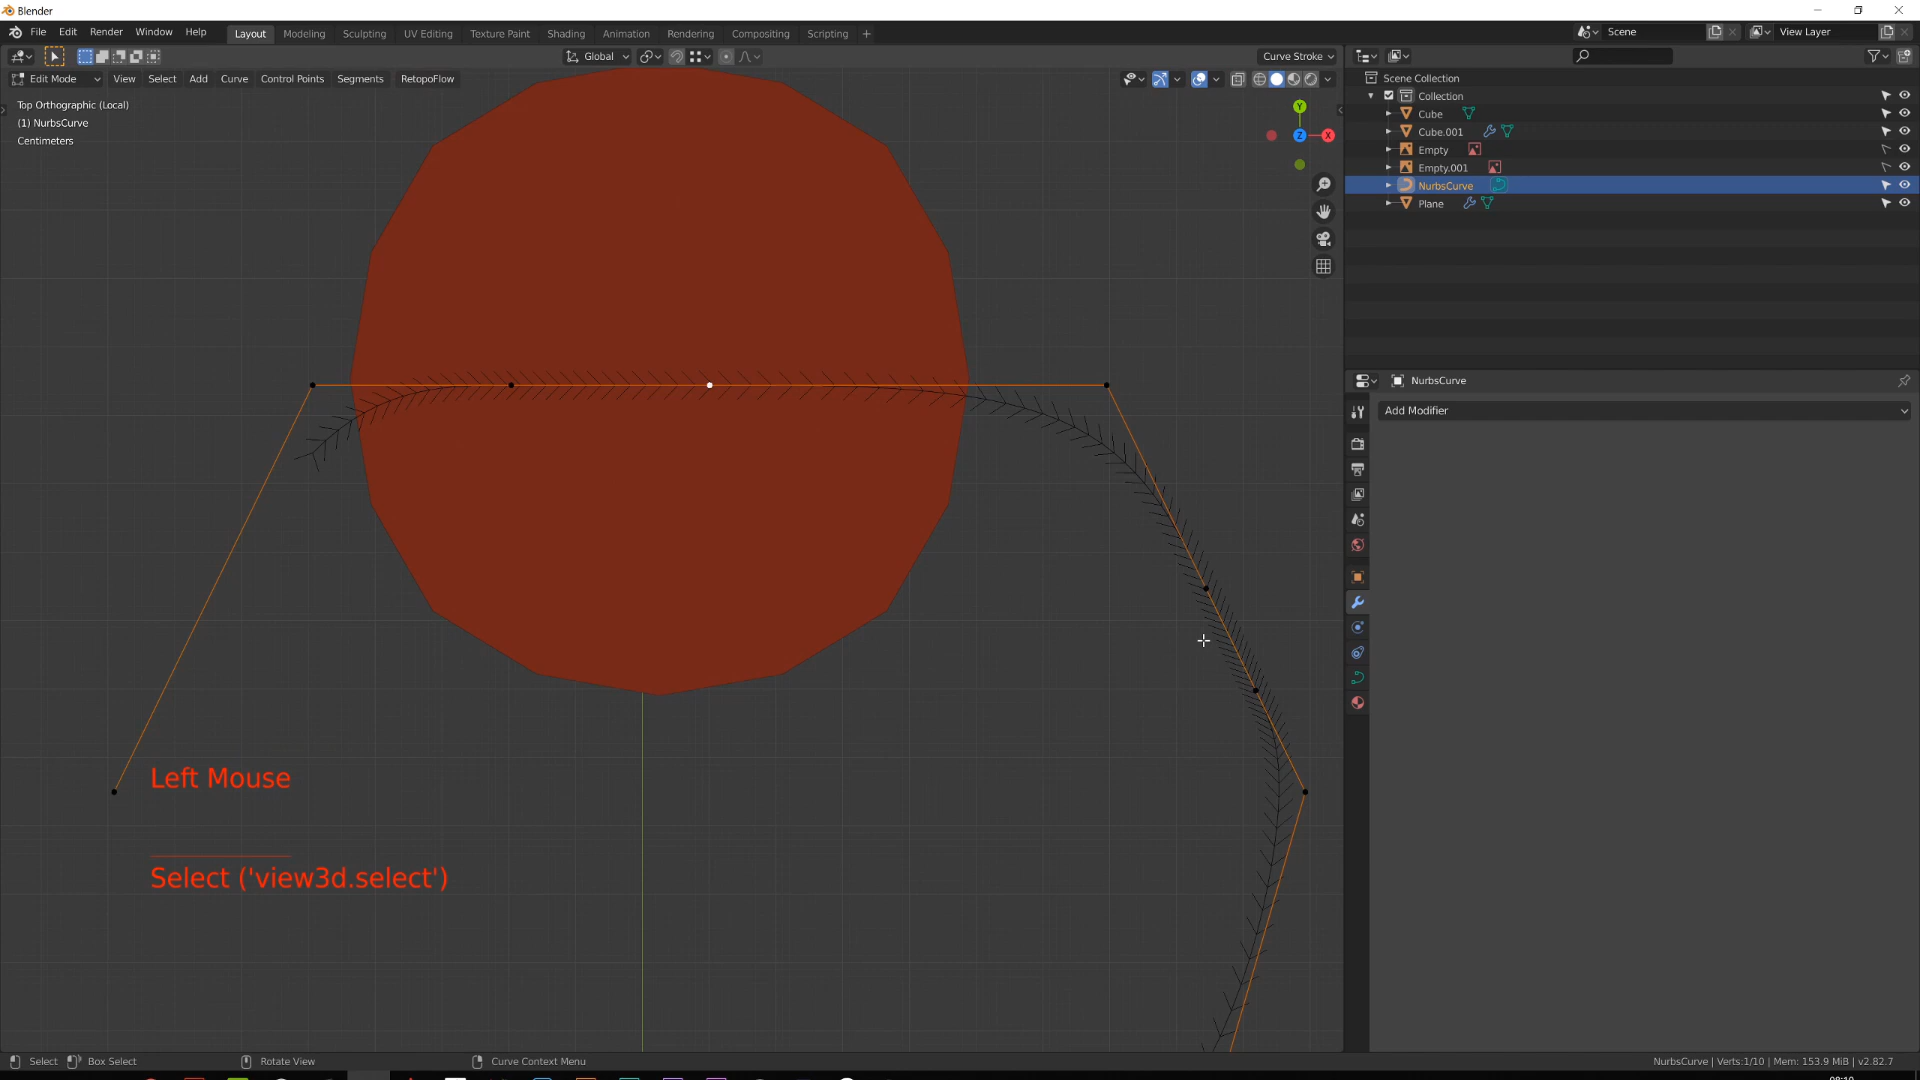 Blender
File Edit Render Window Help Layout Modeling Sculpting UV Editing Texture Paint Shading Animation Rendering Compositing Scripting + Scene View Layer
Global Curve Stroke
Edit Mode View Select Add Curve Control Points Segments RetopoFlow
Top Orthographic (Local)
(1) NurbsCurve
Centimeters
Y
Z X
Scene Collection
Collection
Cube
Cube.001
Empty
Empty.001
NurbsCurve
Plane
NurbsCurve
Add Modifier
Left Mouse
Select ('view3d.select')
Select Box Select Rotate View Curve Context Menu NurbsCurve | Verts:1/10 | Mem: 153.9 MiB | v2.82.7